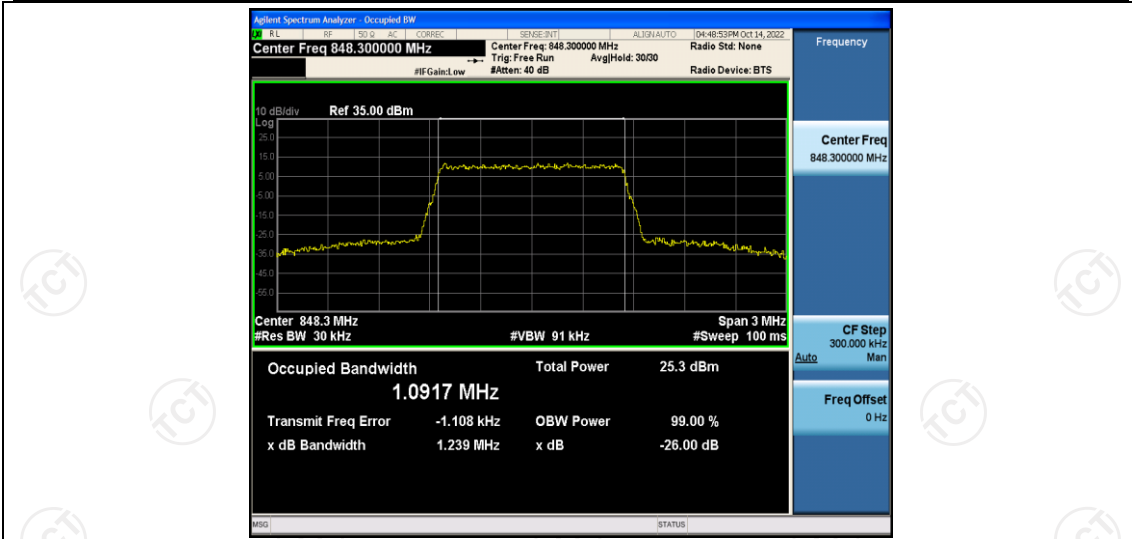 Agilent Spectrum Analyzer - Occupied BW
RL RF 50 Ω AC CORREC SENSE:INT ALIGNAUTO 04:48:53PM Oct 14, 2022
Center Freq 848.300000 MHz
Center Freq: 848.300000 MHz
Radio Std: None
Trig: Free Run Avg|Hold: 30/30
#IFGain:Low
#Atten: 40 dB
Radio Device: BTS
Frequency
10 dB/div Ref 35.00 dBm
Log
25.0
15.0
5.00
-5.00
-15.0
-25.0
-35.0
-45.0
-55.0
Center 848.3 MHz Span 3 MHz
#Res BW 30 kHz #VBW 91 kHz #Sweep 100 ms
Occupied Bandwidth Total Power 25.3 dBm
1.0917 MHz
Transmit Freq Error -1.108 kHz OBW Power 99.00 %
x dB Bandwidth 1.239 MHz x dB -26.00 dB
Center Freq
848.300000 MHz
CF Step
300.000 kHz
Auto Man
Freq Offset
0 Hz
MSG STATUS
TCT
TCT
TCT
TCT